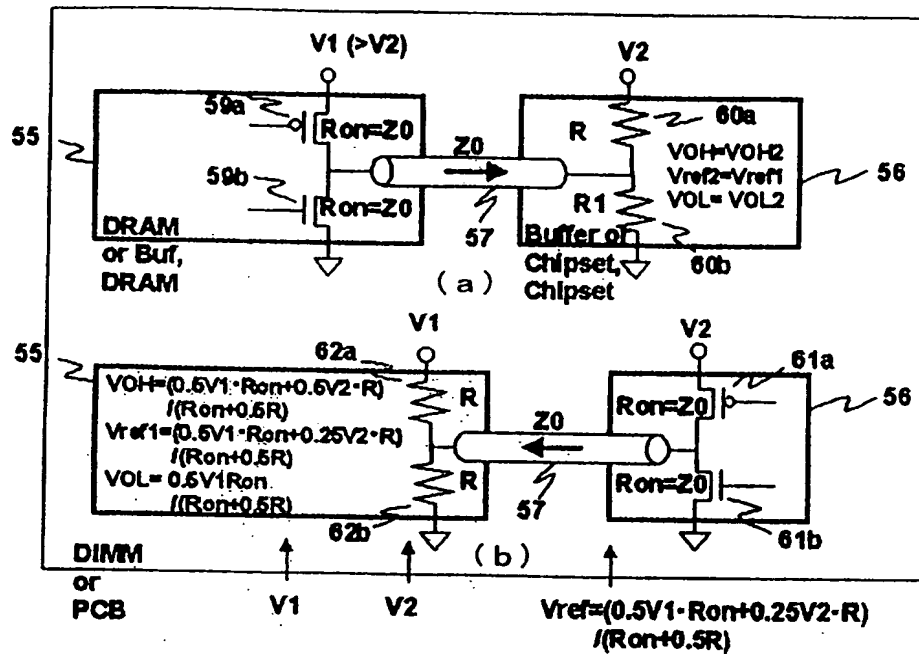 V1 (>V2)
V2
59a
60a
55
Ron=Z0
Z0
R
VOH=VOH2
Vref2=Vref1
VOL= VOL2
56
59b
Ron=Z0
R1
DRAM
or Buf,
DRAM
57
Buffer or
Chipset,
Chipset
60b
(a)
V1
V2
55
62a
61a
VOH=(0.5V1·Ron+0.5V2·R)
/(Ron+0.5R)
R
Ron=Z0
56
Vref1=(0.5V1·Ron+0.25V2·R)
/(Ron+0.5R)
Z0
VOL= 0.5V1Ron
/(Ron+0.5R)
R
Ron=Z0
57
62b
61b
(b)
DIMM
or
PCB
V1
V2
Vref=(0.5V1·Ron+0.25V2·R)
/(Ron+0.5R)